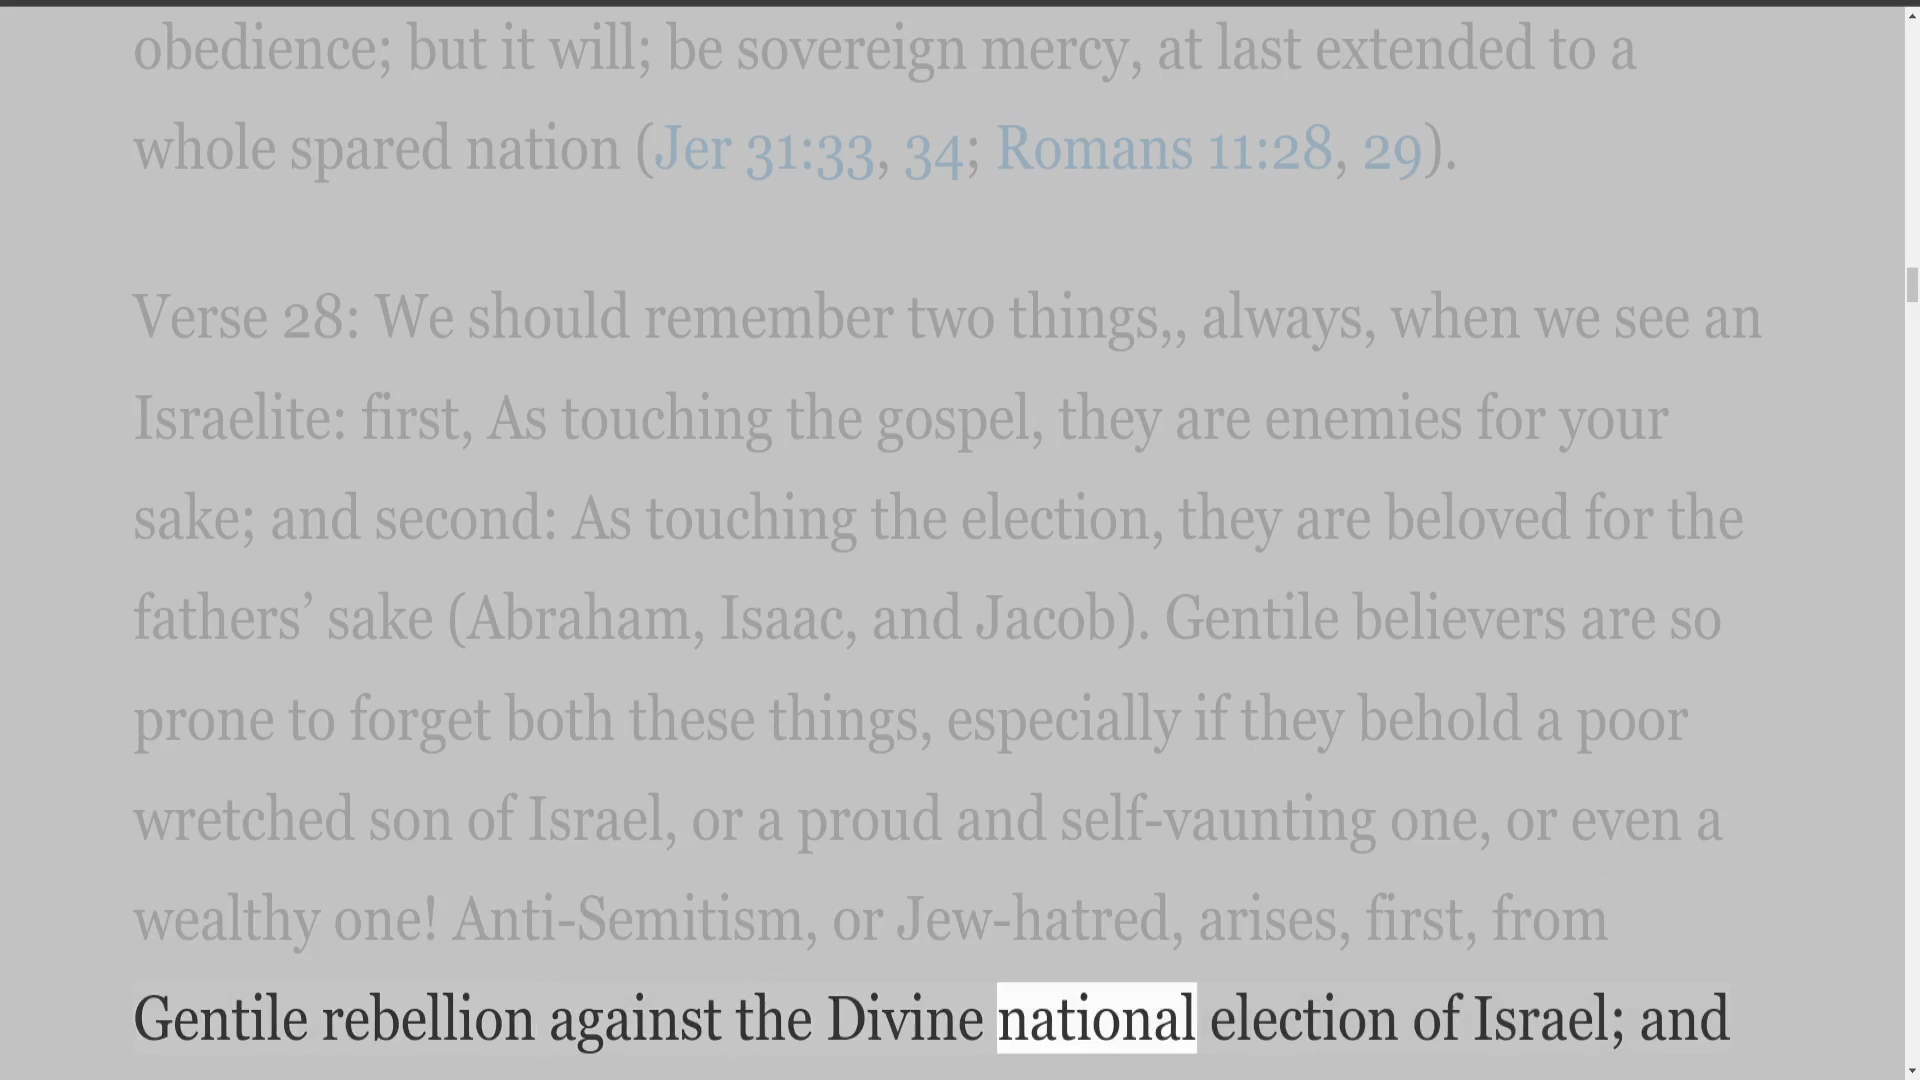 obedience; but it will; be sovereign mercy, at last extended to a
whole spared nation (Jer 31:33, 34; Romans 11:28, 29).
Verse 28: We should remember two things,, always, when we see an
Israelite: first, As touching the gospel, they are enemies for your
sake; and second: As touching the election, they are beloved for the
fathers’ sake (Abraham, Isaac, and Jacob). Gentile believers are so
prone to forget both these things, especially if they behold a poor
wretched son of Israel, or a proud and self-vaunting one, or even a
wealthy one! Anti-Semitism, or Jew-hatred, arises, first, from
Gentile rebellion against the Divine national election of Israel; and